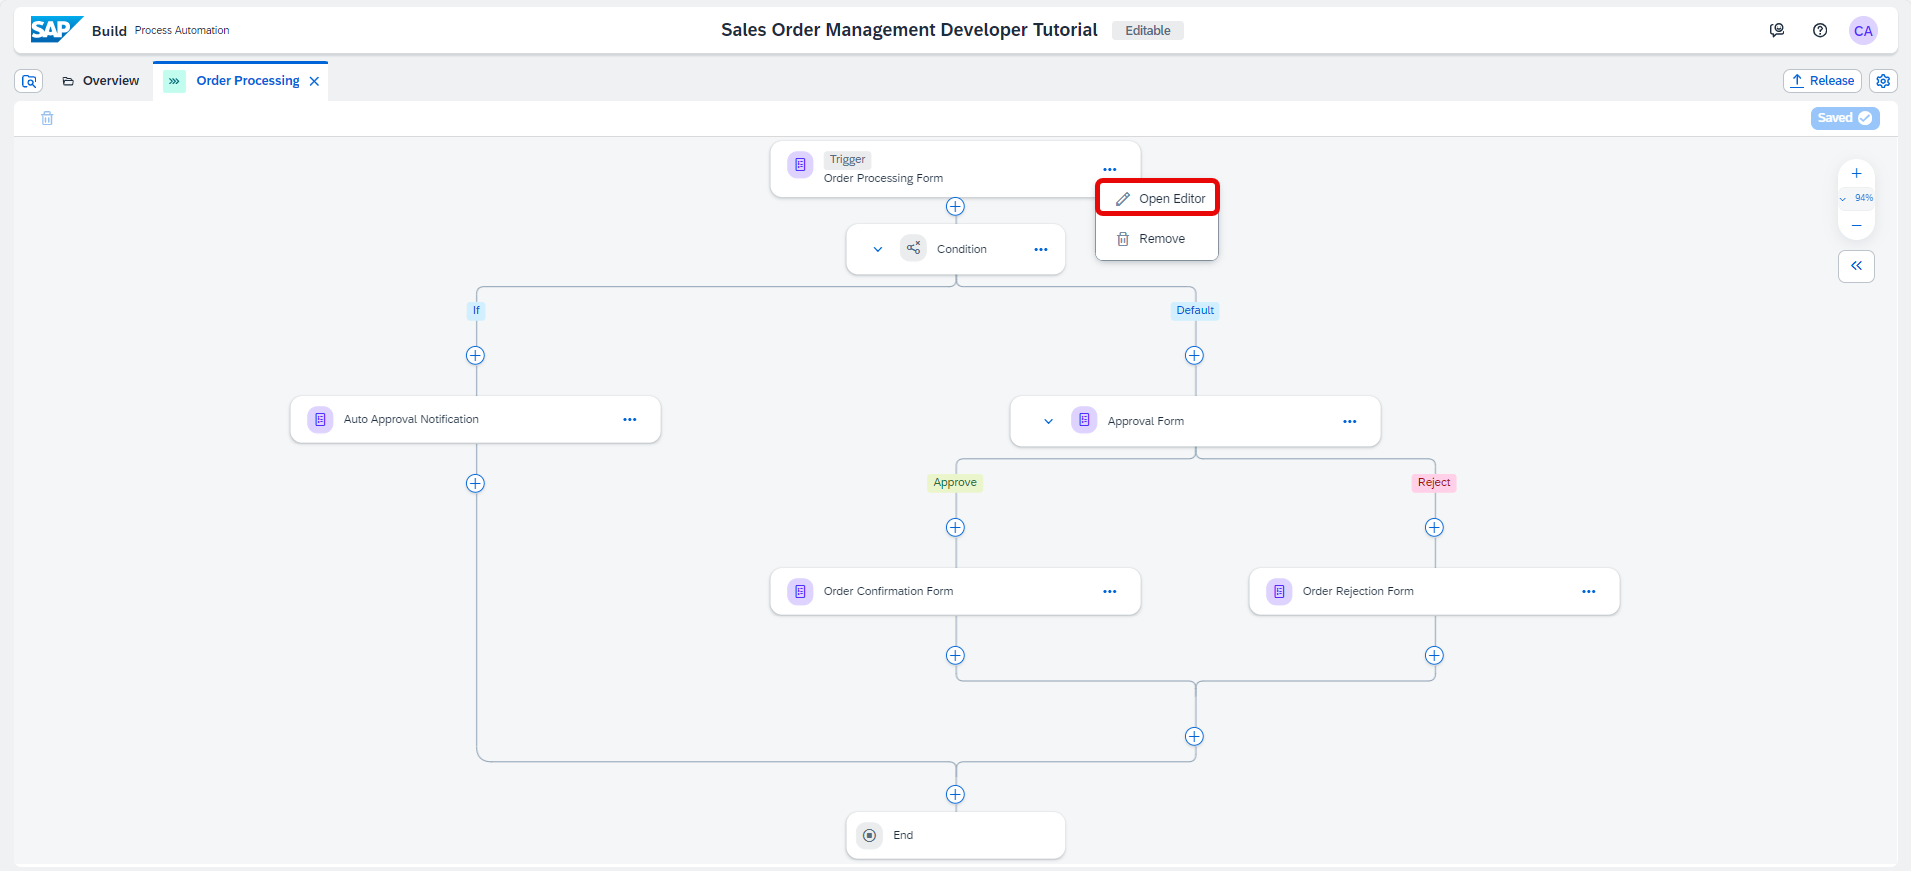 SAP Build Process Automation
Sales Order Management Developer Tutorial Editable
CA
Overview
Order Processing
Release
Saved
Trigger
Order Processing Form
Open Editor
Remove
94%
Condition
If
Default
Auto Approval Notification
Approval Form
Approve
Reject
Order Confirmation Form
Order Rejection Form
End